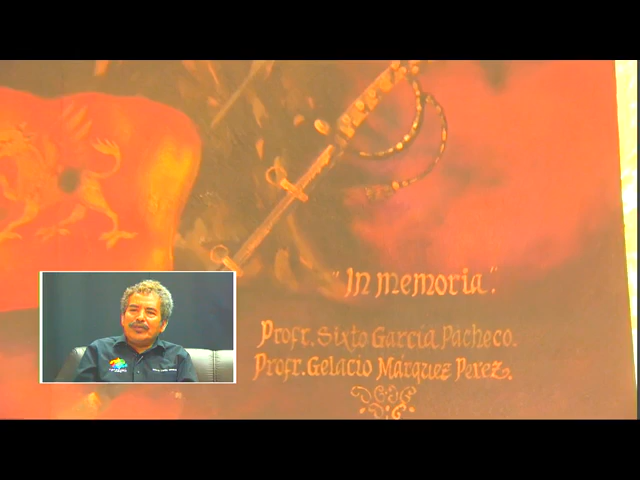 "In memoria".
Profr. Sixto García Pacheco.
Profr. Gelacio Márquez Perez.